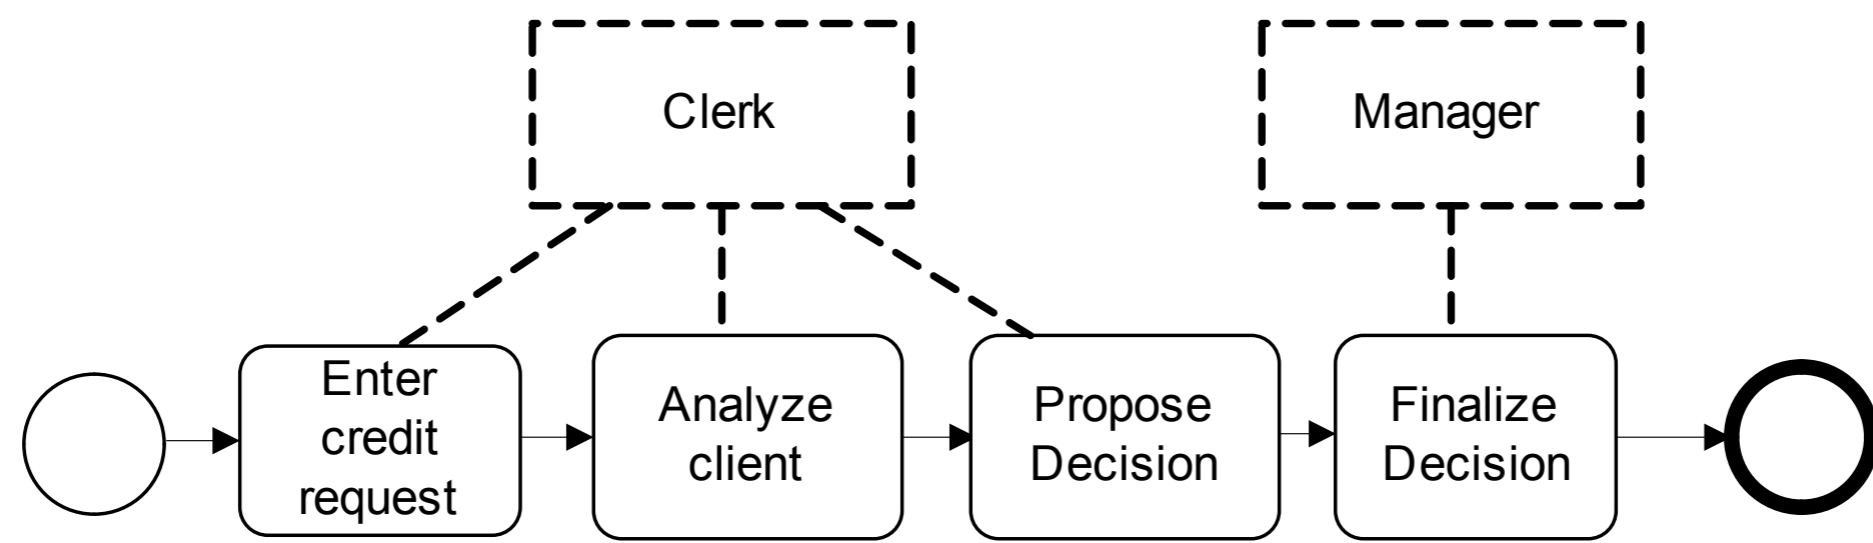 Clerk
Manager
Enter
credit
request
Analyze
client
Propose
Decision
Finalize
Decision